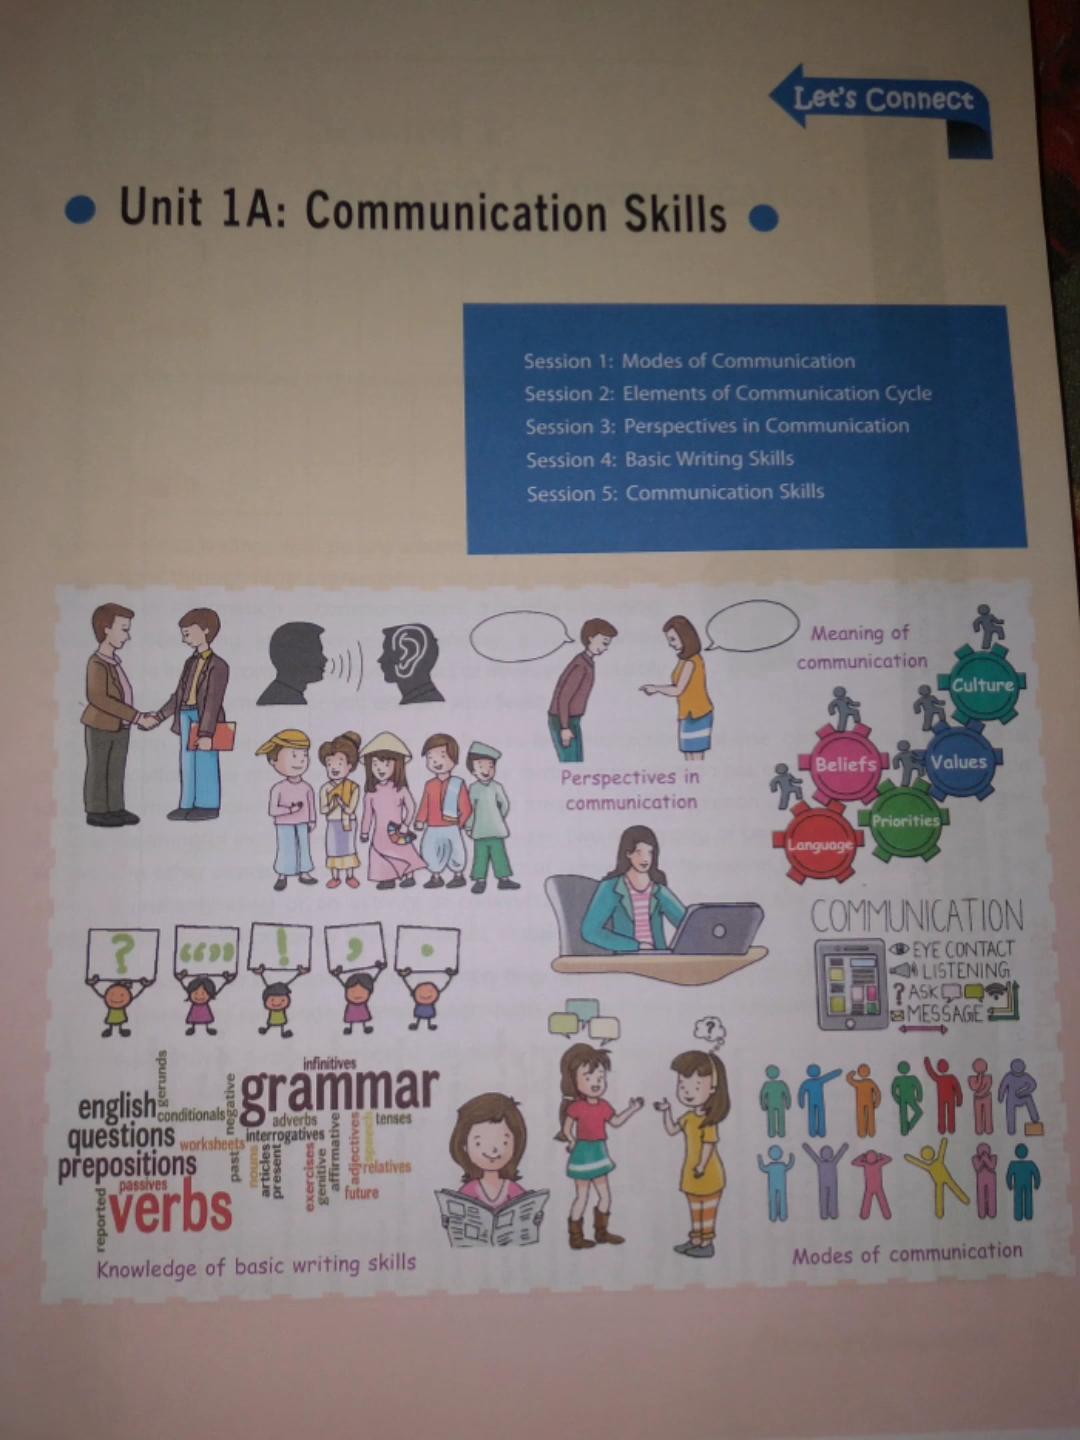 Let's Connect
Unit 1A: Communication Skills
Session 1: Modes of Communication
Session 2: Elements of Communication Cycle
Session 3: Perspectives in Communication
Session 4: Basic Writing Skills
Session 5: Communication Skills
Meaning of
communication
Culture
Beliefs
Values
Priorities
Language
Perspectives in
communication
COMMUNICATION
EYE CONTACT
LISTENING
? ASK
MESSAGE
? “” ! , .
?
gerunds
infinitives
grammar
english
conditionals
negative
adverbs
tenses
questions
worksheets
interrogatives
prepositions
past
nouns
articles
present
exercises
genitive
affirmative
adjectives
speech
relatives
passives
future
reported
verbs
Knowledge of basic writing skills
Modes of communication